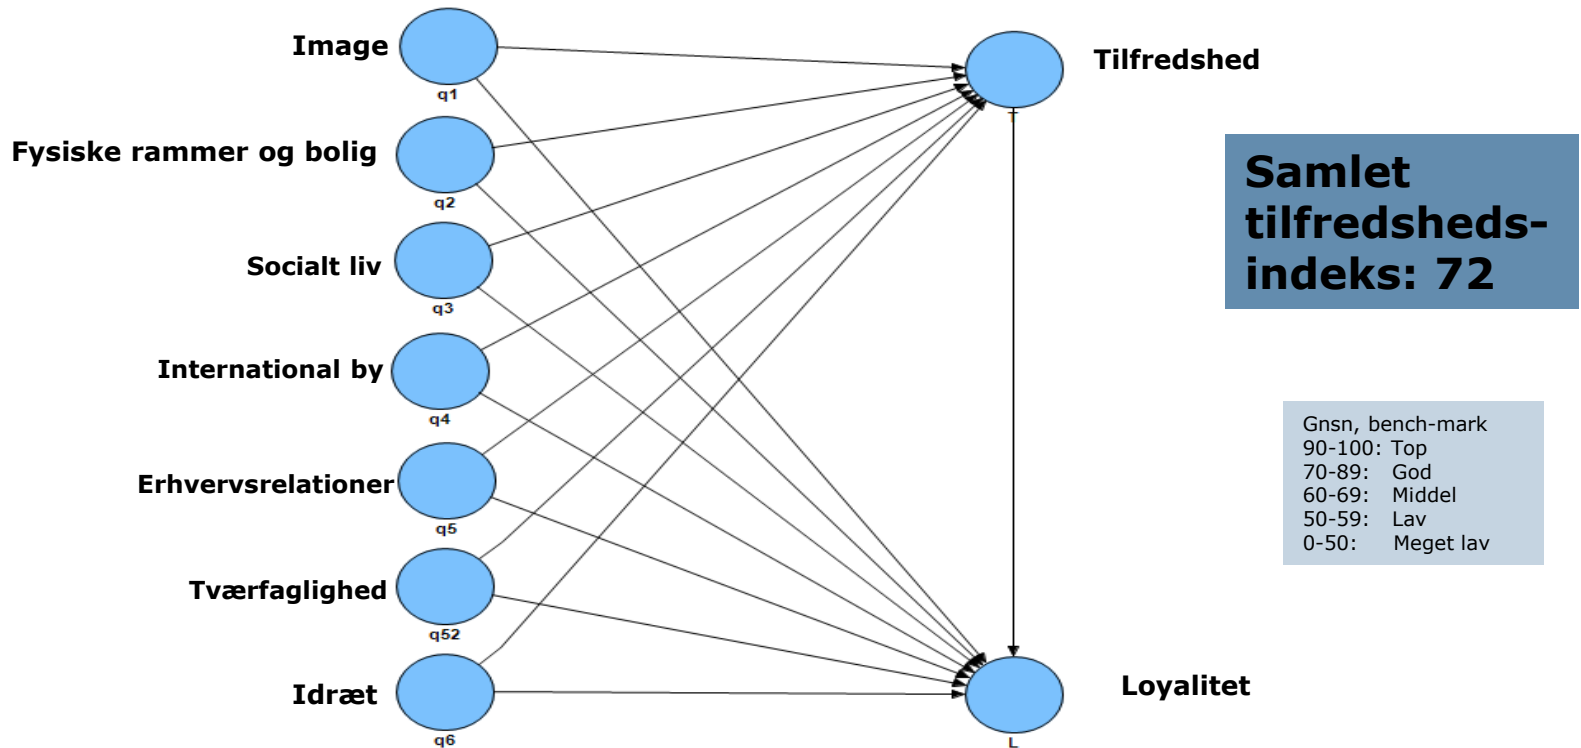 Image
q1
Fysiske rammer og bolig
q2
Socialt liv
q3
International by
q4
Erhvervsrelationer
q5
Tværfaglighed
q52
Idræt
q6
Tilfredshed
T
Loyalitet
L
Samlet
tilfredsheds-
indeks: 72
Gnsn, bench-mark
90-100: Top
70-89: God
60-69: Middel
50-59: Lav
0-50: Meget lav